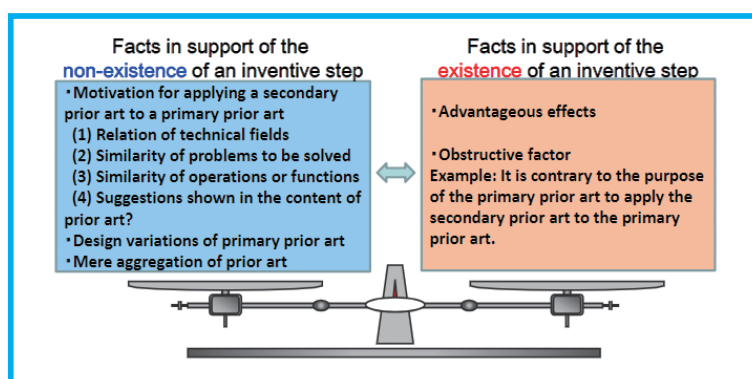 Facts in support of the
non-existence of an inventive step
・Motivation for applying a secondary
prior art to a primary prior art
(1) Relation of technical fields
(2) Similarity of problems to be solved
(3) Similarity of operations or functions
(4) Suggestions shown in the content of
prior art?
・Design variations of primary prior art
・Mere aggregation of prior art
Facts in support of the
existence of an inventive step
・Advantageous effects
・Obstructive factor
Example: It is contrary to the purpose
of the primary prior art to apply the
secondary prior art to the primary
prior art.